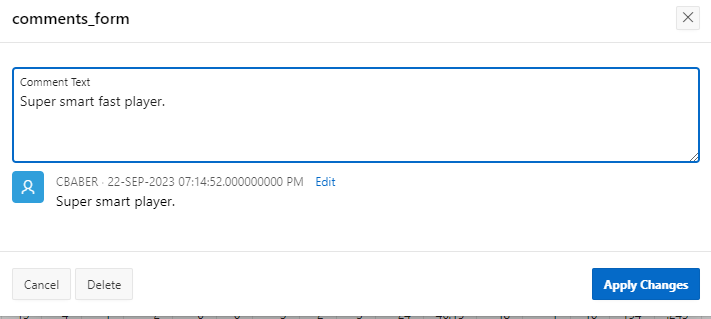 comments_form
Comment Text
Super smart fast player.
CBABER · 22-SEP-2023 07:14:52.000000000 PM Edit
Super smart player.
Cancel Delete Apply Changes